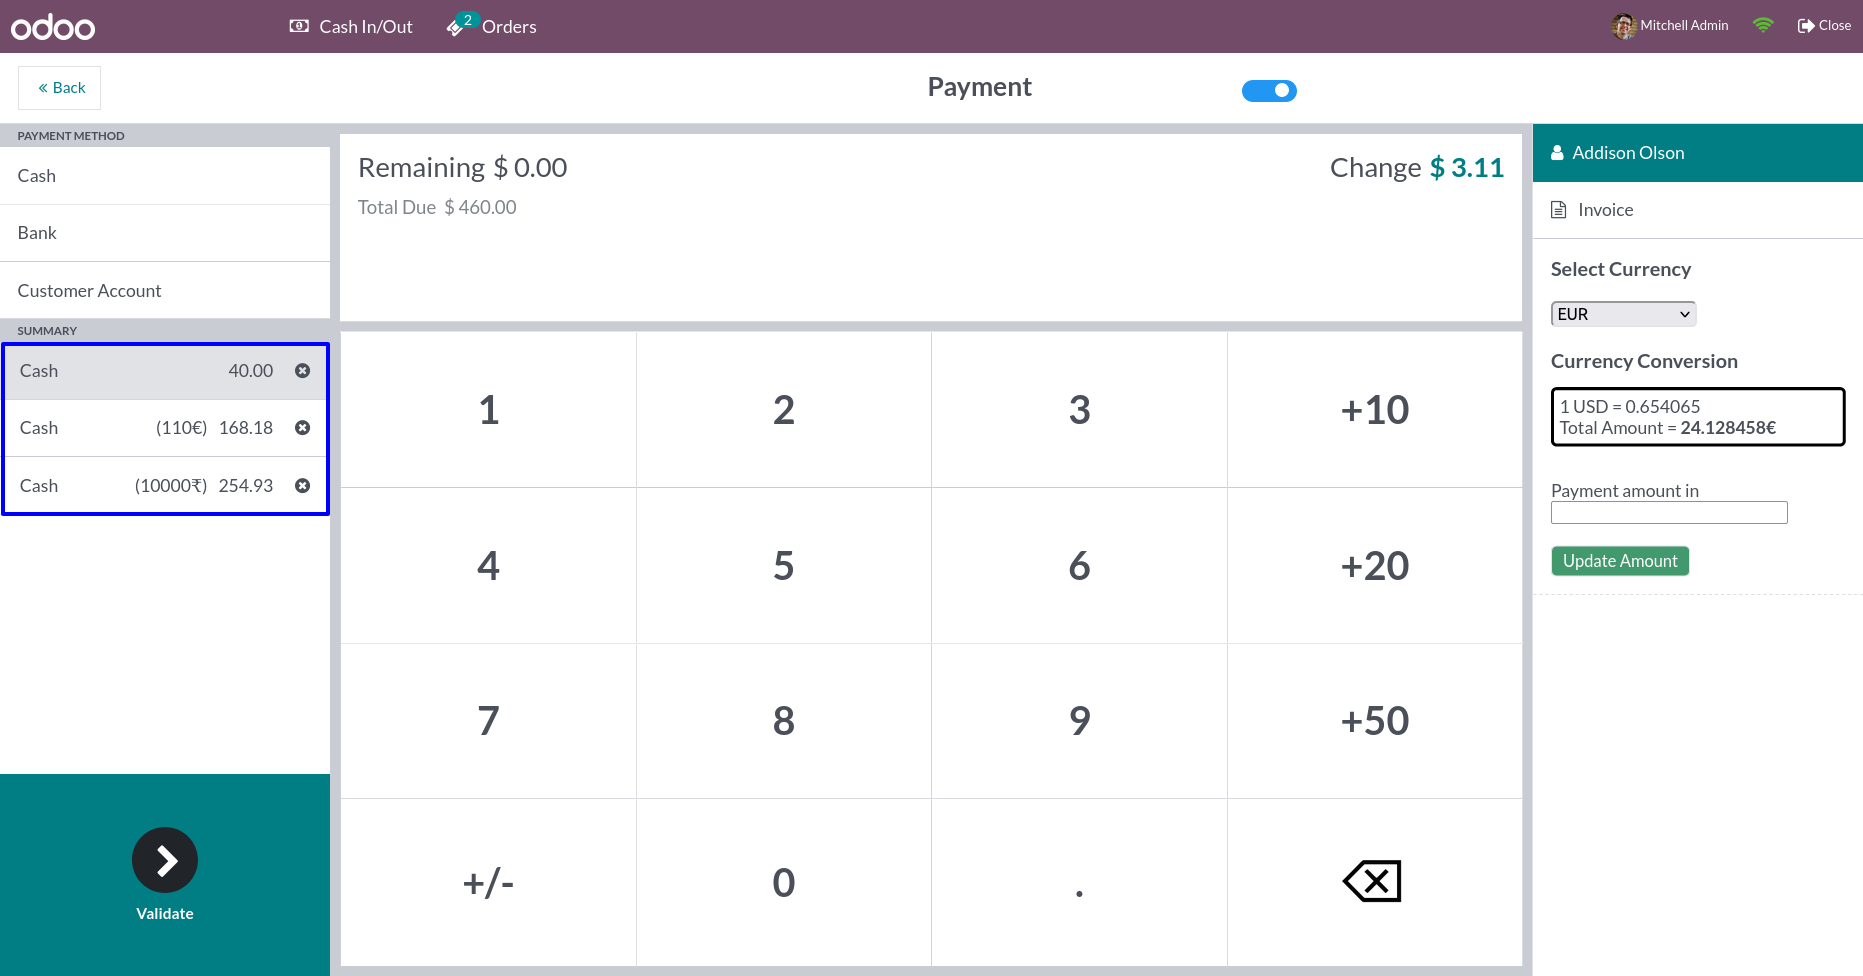 odoo
Cash In/Out
2
Orders
Mitchell Admin
Close
« Back
Payment
PAYMENT METHOD
Cash
Bank
Customer Account
SUMMARY
Cash 40.00
Cash (110€) 168.18
Cash (10000₹) 254.93
Validate
Remaining $ 0.00
Change $ 3.11
Total Due $ 460.00
1 2 3 +10
4 5 6 +20
7 8 9 +50
+/- 0 .
Addison Olson
Invoice
Select Currency
EUR
Currency Conversion
1 USD = 0.654065
Total Amount = 24.128458€
Payment amount in
Update Amount